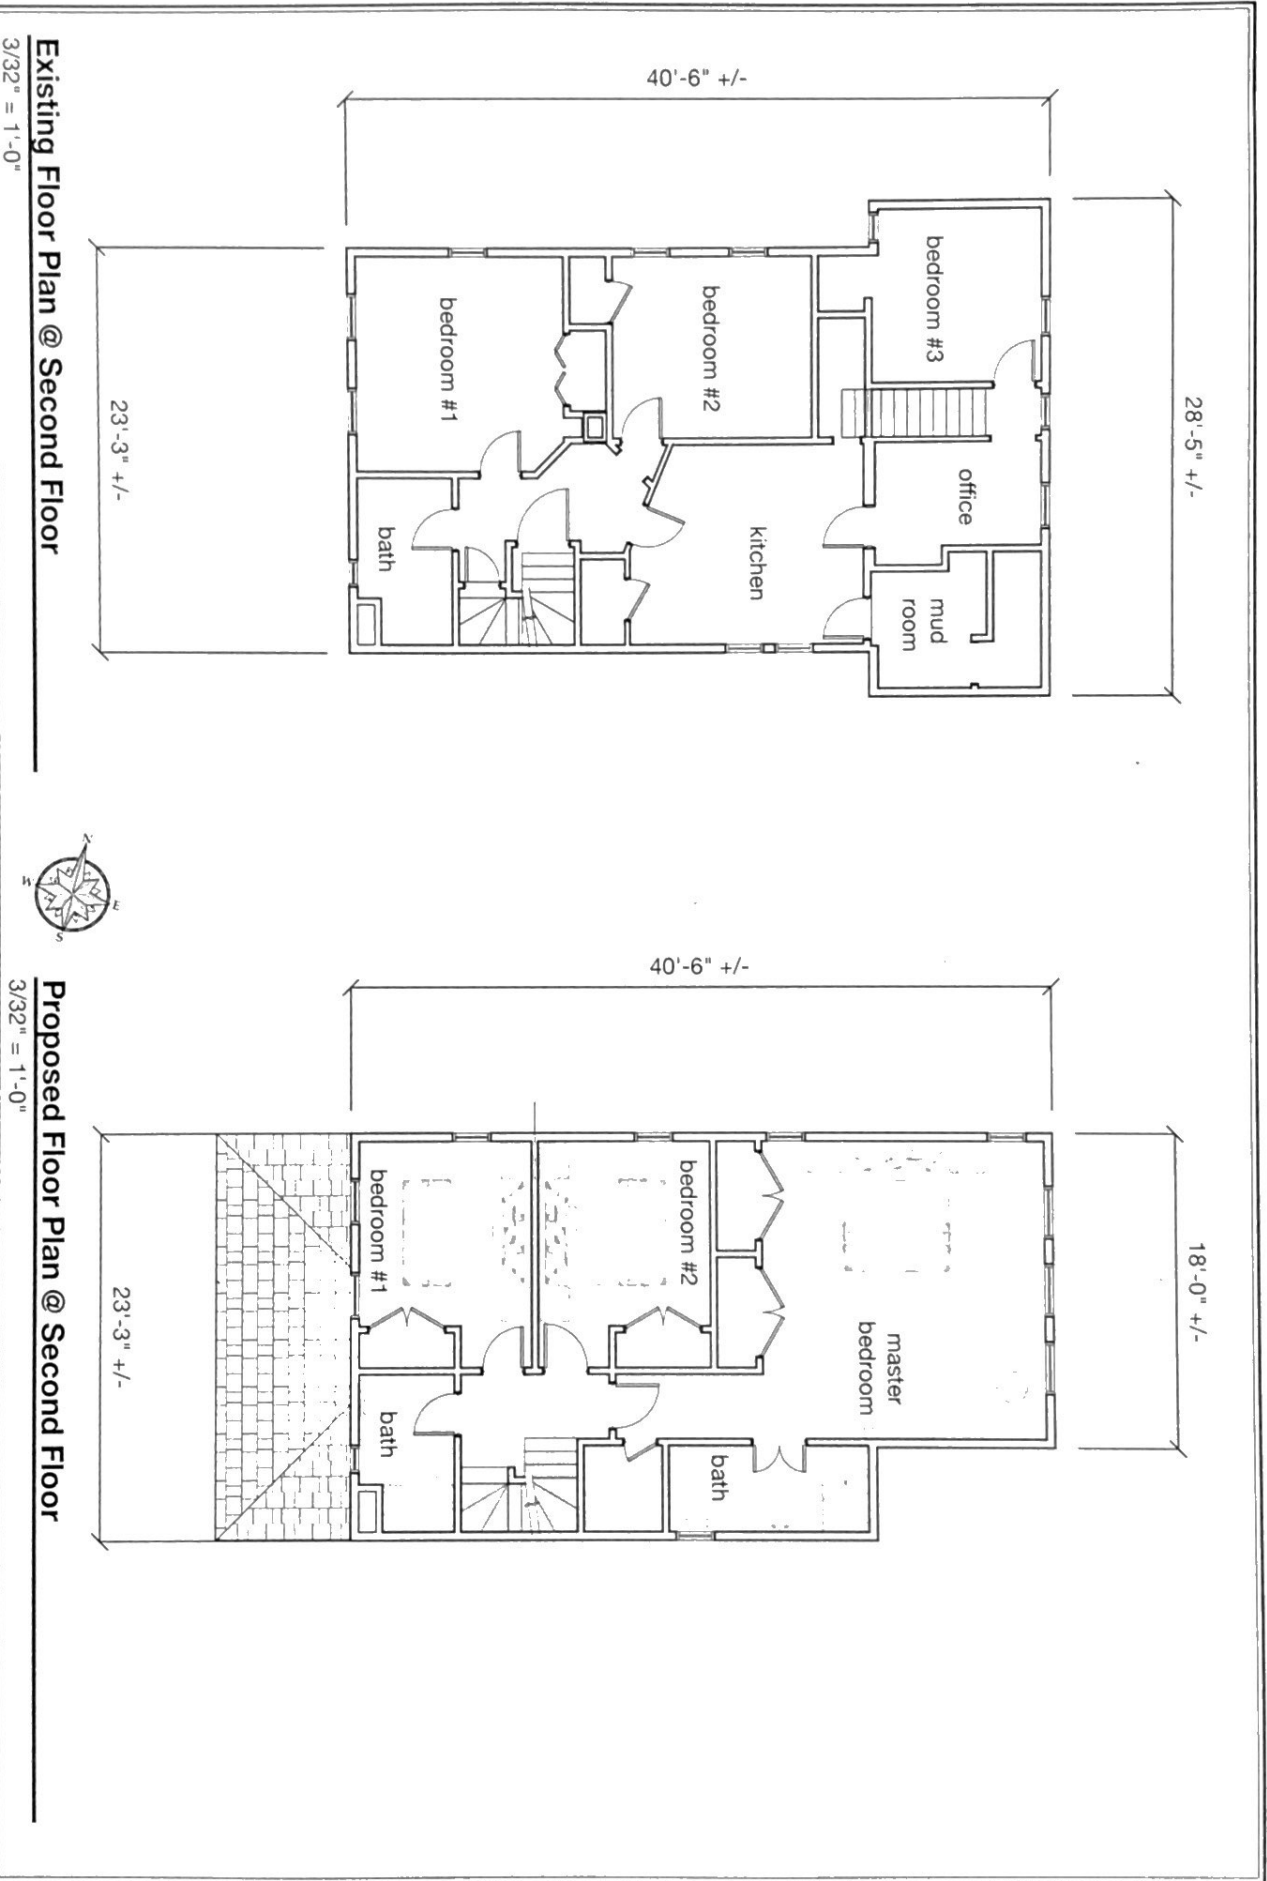 40'-6" +/-
28'-5" +/-
bedroom #3
office
mud
room
bedroom #2
kitchen
bedroom #1
bath
23'-3" +/-
Existing Floor Plan @ Second Floor
3/32" = 1'-0"
N
E
W
S
40'-6" +/-
18'-0" +/-
master
bedroom
bath
bedroom #2
bedroom #1
bath
23'-3" +/-
Proposed Floor Plan @ Second Floor
3/32" = 1'-0"